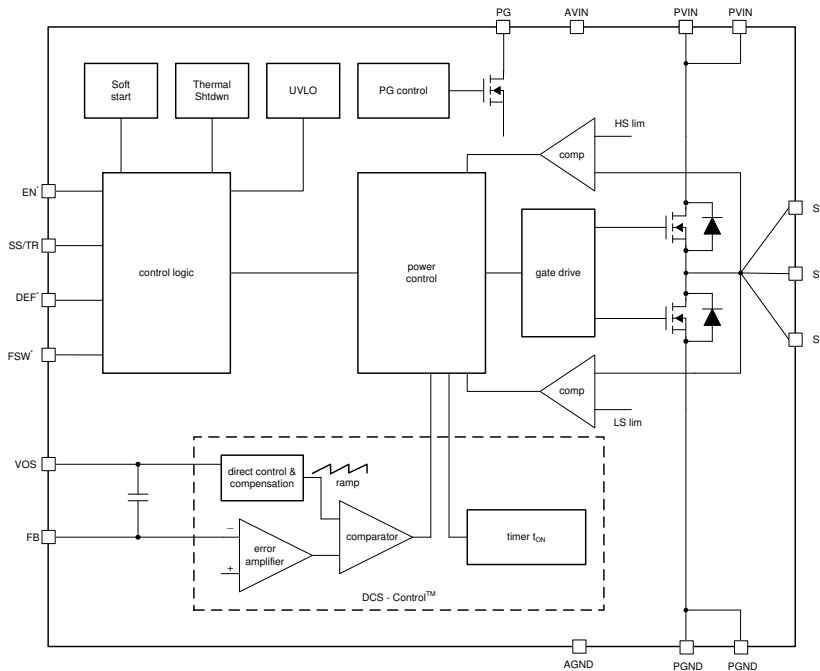 PG
AVIN
PVIN
PVIN
Soft
start
Thermal
Shtdwn
UVLO
PG control
HS lim
comp
EN*
SS/TR
DEF*
FSW*
control logic
power
control
gate drive
S
S
S
comp
LS lim
VOS
FB
direct control &
compensation
ramp
_
+
error
amplifier
comparator
timer tON
DCS - Control™
AGND
PGND
PGND